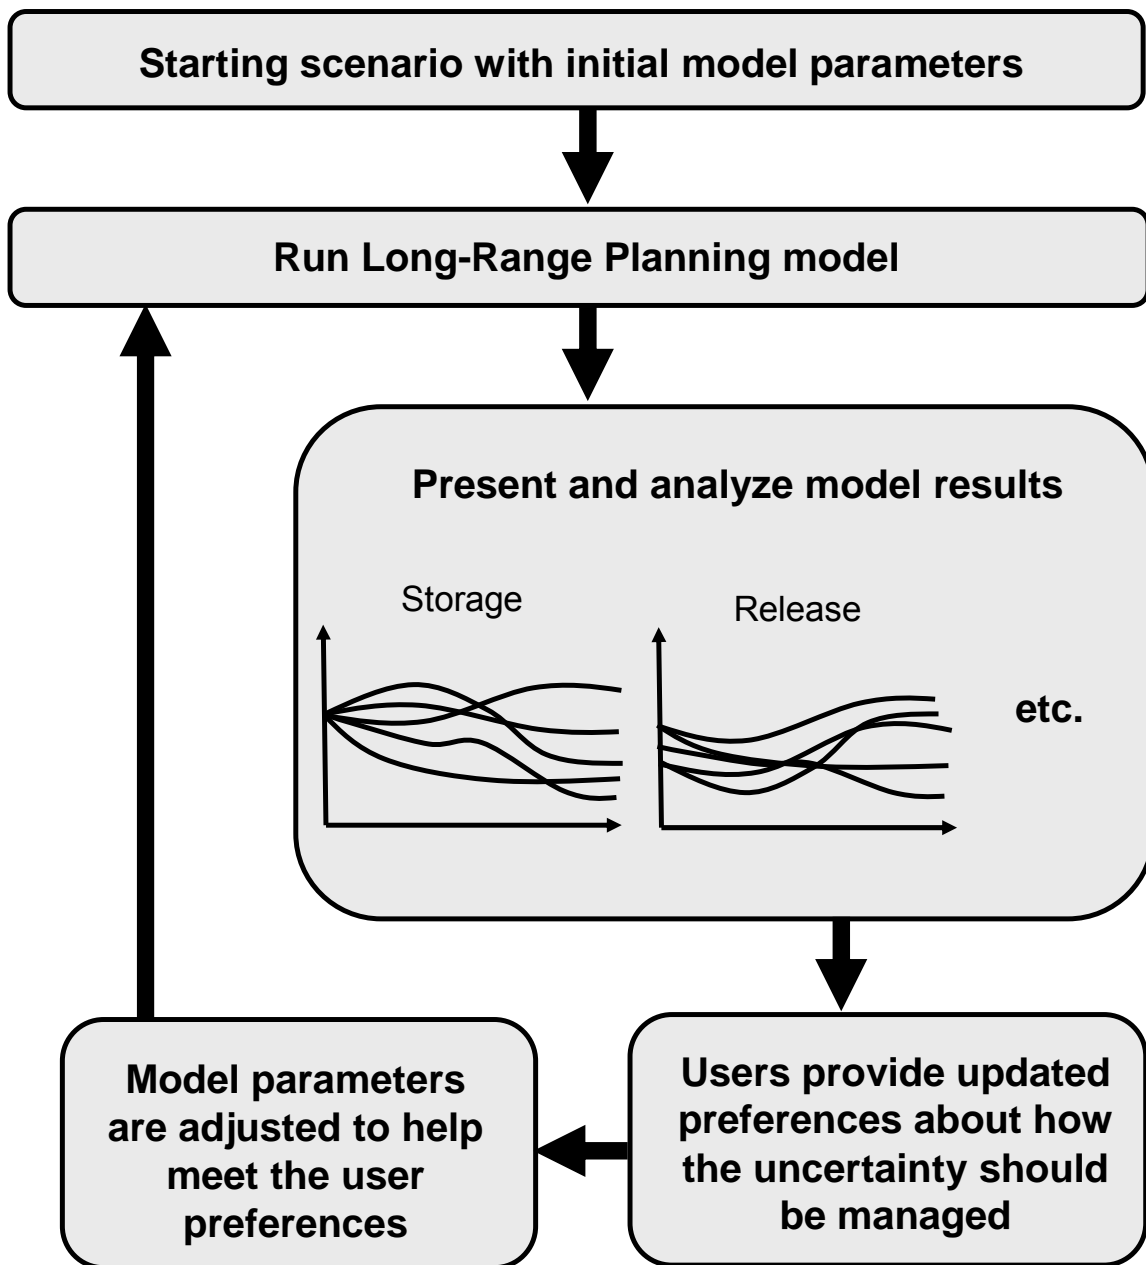 Starting scenario with initial model parameters
Run Long-Range Planning model
Present and analyze model results
Storage
Release
etc.
Users provide updated
preferences about how
the uncertainty should
be managed
Model parameters
are adjusted to help
meet the user
preferences